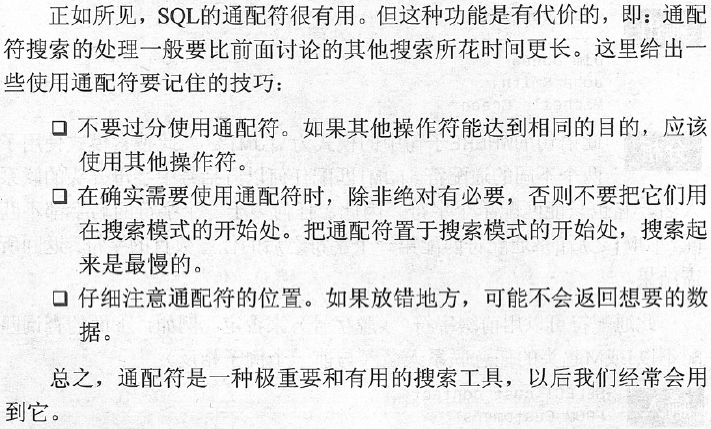 正如所见，SQL的通配符很有用。但这种功能是有代价的，即：通配
符搜索的处理一般要比前面讨论的其他搜索所花时间更长。这里给出一
些使用通配符要记住的技巧：
❑ 不要过分使用通配符。如果其他操作符能达到相同的目的，应该
使用其他操作符。
❑ 在确实需要使用通配符时，除非绝对有必要，否则不要把它们用
在搜索模式的开始处。把通配符置于搜索模式的开始处，搜索起
来是最慢的。
❑ 仔细注意通配符的位置。如果放错地方，可能不会返回想要的数
据。
总之，通配符是一种极重要和有用的搜索工具，以后我们经常会用
到它。